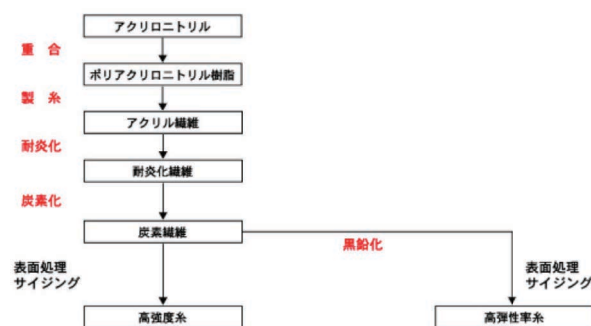 アクリロニトリル
重 合
ポリアクリロニトリル樹脂
製 糸
アクリル繊維
耐炎化
耐炎化繊維
炭素化
炭素繊維
黒鉛化
表面処理
サイジング
表面処理
サイジング
高強度糸
高弾性率糸